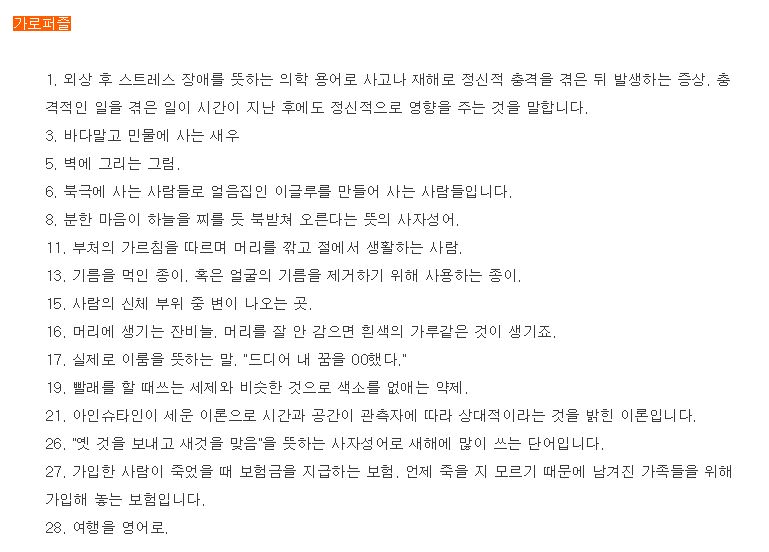 가로퍼즐
1. 외상 후 스트레스 장애를 뜻하는 의학 용어로 사고나 재해로 정신적 충격을 겪은 뒤 발생하는 증상. 충
격적인 일을 겪은 일이 시간이 지난 후에도 정신적으로 영향을 주는 것을 말합니다.
3. 바다말고 민물에 사는 새우
5. 벽에 그리는 그림.
6. 북극에 사는 사람들로 얼음집인 이글루를 만들어 사는 사람들입니다.
8. 분한 마음이 하늘을 찌를 듯 북받쳐 오른다는 뜻의 사자성어.
11. 부처의 가르침을 따르며 머리를 깎고 절에서 생활하는 사람.
13. 기름을 먹인 종이. 혹은 얼굴의 기름을 제거하기 위해 사용하는 종이.
15. 사람의 신체 부위 중 변이 나오는 곳.
16. 머리에 생기는 잔비늘. 머리를 잘 안 감으면 흰색의 가루같은 것이 생기죠.
17. 실제로 이룸을 뜻하는 말. "드디어 내 꿈을 00했다."
19. 빨래를 할 때쓰는 세제와 비슷한 것으로 색소를 없애는 약제.
21. 아인슈타인이 세운 이론으로 시간과 공간이 관측자에 따라 상대적이라는 것을 밝힌 이론입니다.
26. "옛 것을 보내고 새것을 맞음"을 뜻하는 사자성어로 새해에 많이 쓰는 단어입니다.
27. 가입한 사람이 죽었을 때 보험금을 지급하는 보험. 언제 죽을 지 모르기 때문에 남겨진 가족들을 위해
가입해 놓는 보험입니다.
28. 여행을 영어로.